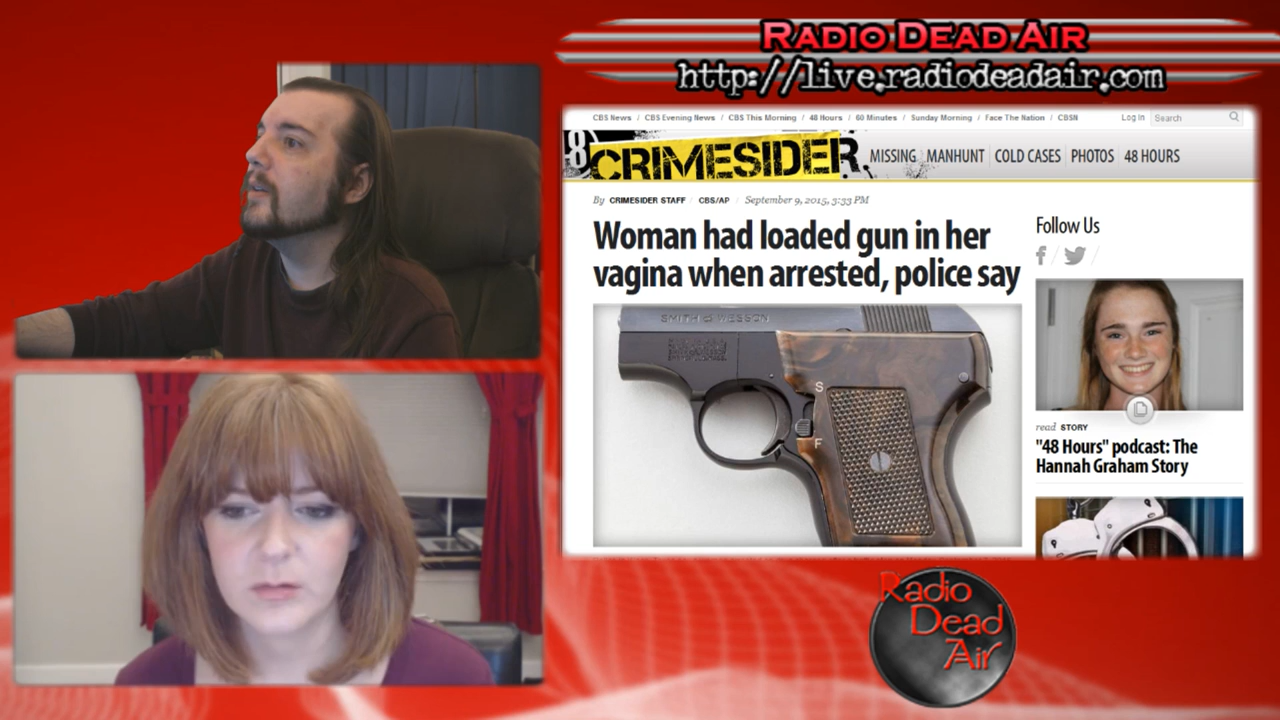 RADIO DEAD AIR
http://live.radiodeadair.com
CBS News / CBS Evening News / CBS This Morning / 48 Hours / 60 Minutes / Sunday Morning / Face The Nation / CBSN
Log In
Search
48
CRIMESIDER
MISSING MANHUNT COLD CASES PHOTOS 48 HOURS
By CRIMESIDER STAFF / CBS/AP / September 9, 2015, 3:33 PM
Woman had loaded gun in her
vagina when arrested, police say
SMITH & WESSON
S
F
Follow Us
f
read STORY
"48 Hours" podcast: The
Hannah Graham Story
Radio
Dead
Air